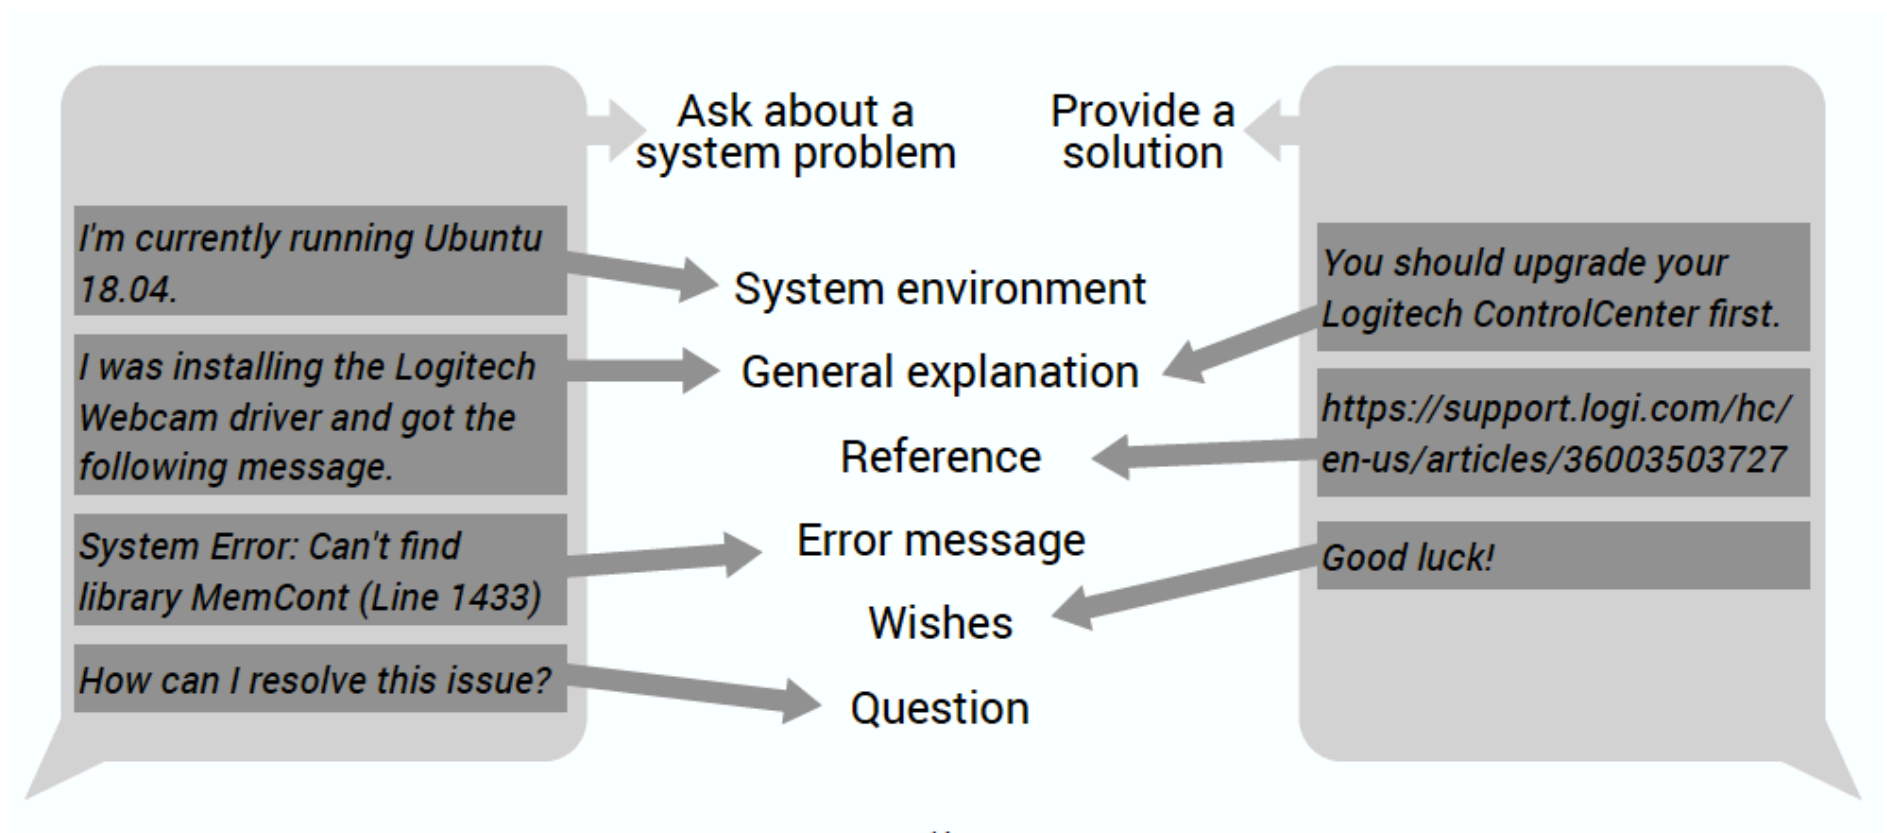 Ask about a
system problem
Provide a
solution
I'm currently running Ubuntu
18.04.
I was installing the Logitech
Webcam driver and got the
following message.
System Error: Can't find
library MemCont (Line 1433)
How can I resolve this issue?
System environment
General explanation
Reference
Error message
Wishes
Question
You should upgrade your
Logitech ControlCenter first.
https://support.logi.com/hc/
en-us/articles/36003503727
Good luck!